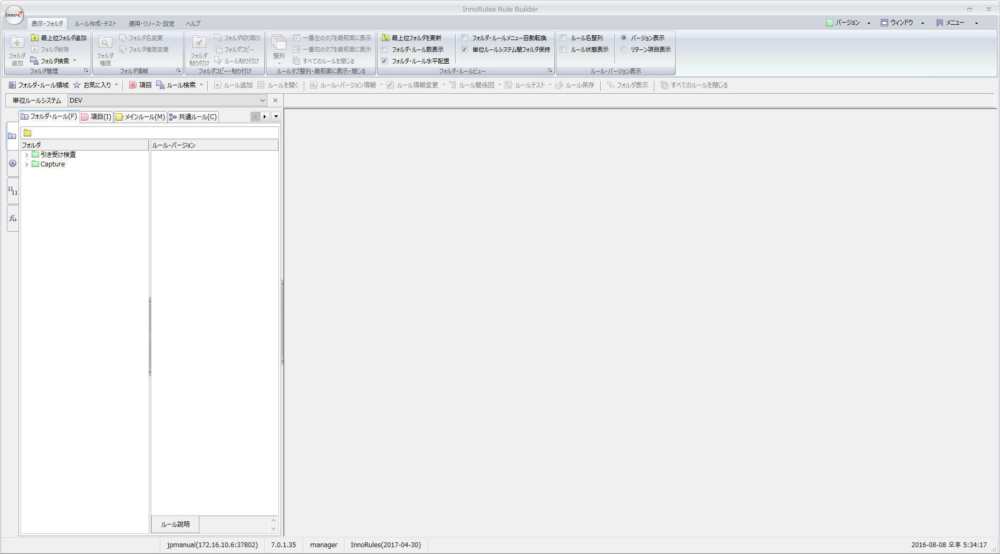 InnoRules Rule Builder
innoR
表示・フォルダ ルール作成・テスト 運用・リソース・設定 ヘルプ バージョン ウィンドウ メニュー
フォルダ追加
最上位フォルダ追加
フォルダ削除
フォルダ検索
フォルダ管理
フォルダ権限
フォルダ名変更
フォルダ権限変更
フォルダ情報
フォルダ貼り付け
フォルダ切り取り
フォルダコピー
ルール貼り付け
フォルダコピー・貼り付け
整列
一番左のタブを最前面に表示
一番右のタブを最前面に表示
すべてのルールを閉じる
ルールタブ整列・最前面に表示・閉じる
最上位フォルダを更新
フォルダ・ルール数表示
フォルダ・ルール水平配置
フォルダ・ルールメニュー自動転換
単位ルールシステム間フォルダ保持
フォルダ・ルールビュー
ルール名整列
ルール状態表示
バージョン表示
リターン項目表示
ルール・バージョン表示
フォルダ・ルール領域 お気に入り 項目 ルール検索 ルール追加 ルールを開く ルール・バージョン情報 ルール情報変更 ルール関係図 ルールテスト ルール保存 フォルダ表示 すべてのルールを閉じる
単位ルールシステム DEV
フォルダ・ルール(F) 項目(I) メインルール(M) 共通ルール(C)
フォルダ ルール・バージョン
引き受け検査
Capture
ルール説明
jpmanual(172.16.10.6:37802) 7.0.1.35 manager InnoRules(2017-04-30) 2016-08-08 오후 5:34:17